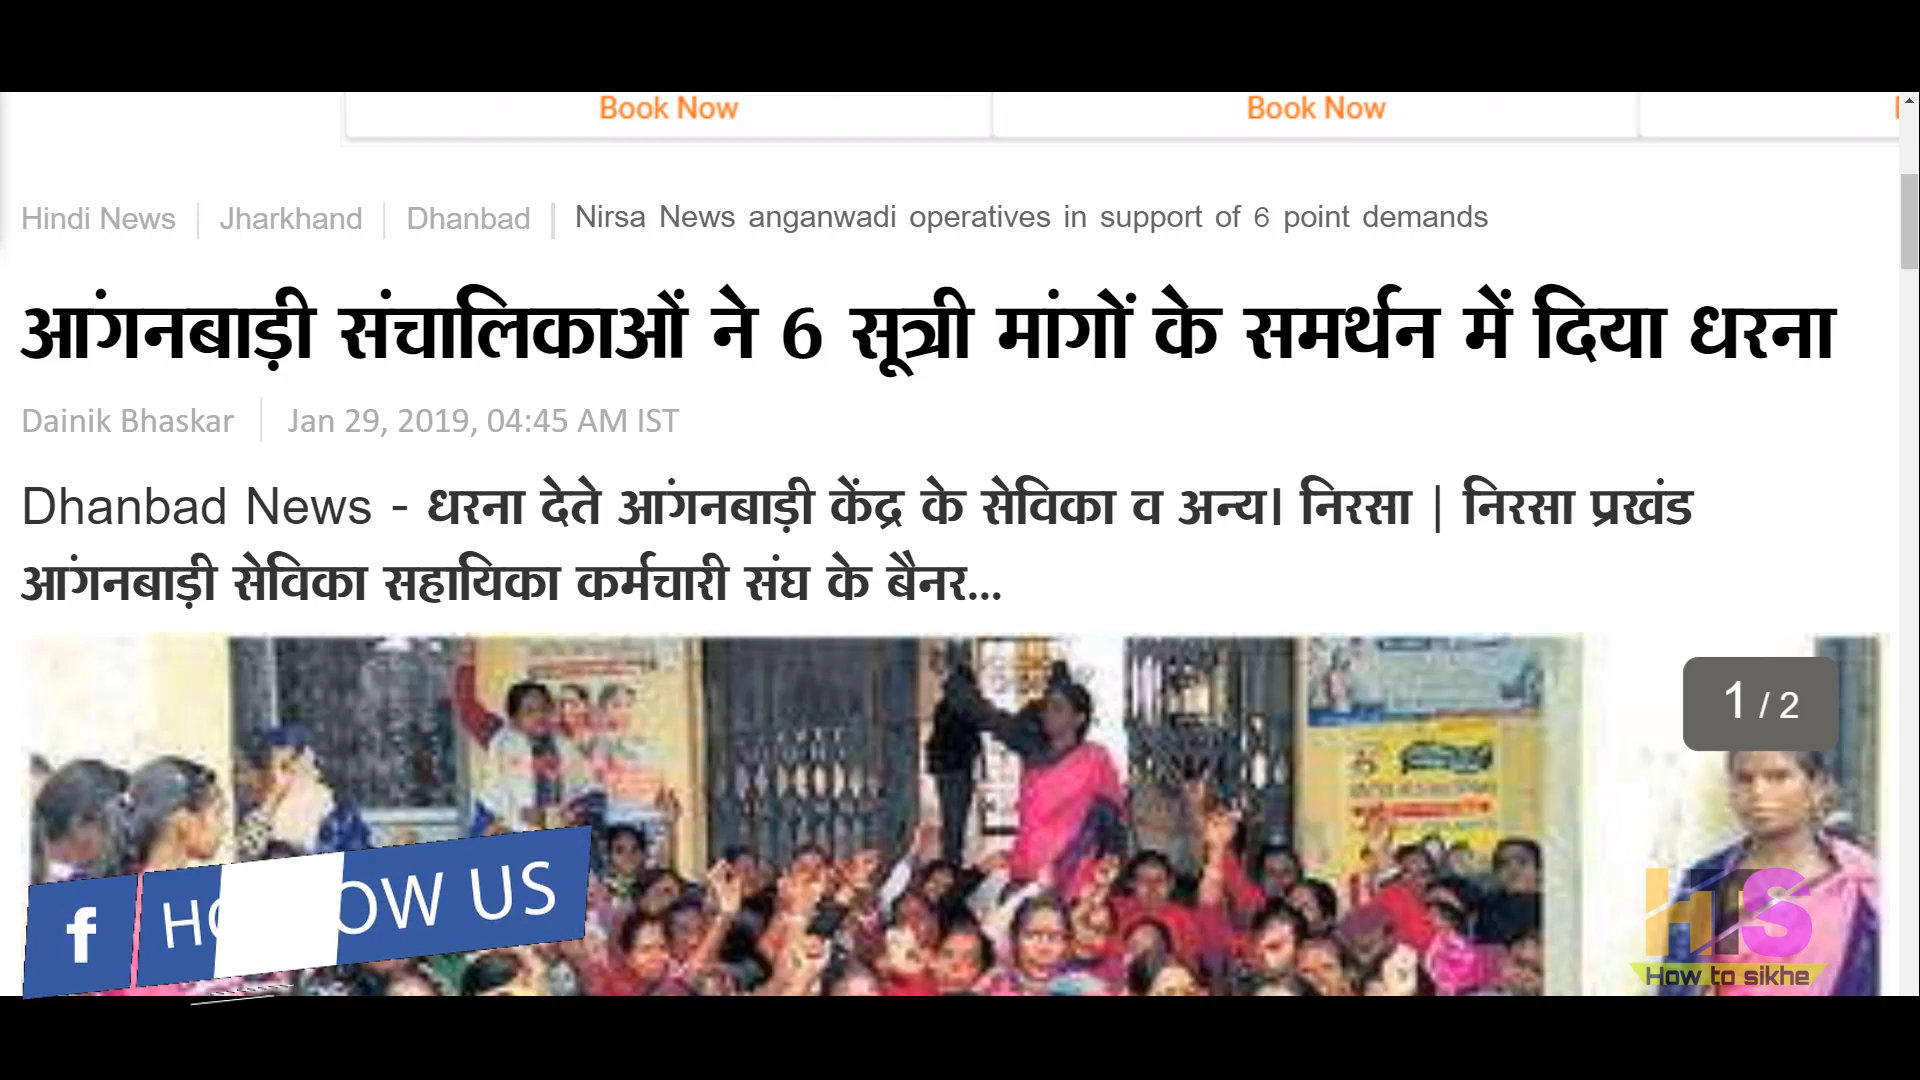 Book Now Book Now
Hindi News | Jharkhand | Dhanbad | Nirsa News anganwadi operatives in support of 6 point demands
आंगनबाड़ी संचालिकाओं ने 6 सूत्री मांगों के समर्थन में दिया धरना
Dainik Bhaskar | Jan 29, 2019, 04:45 AM IST
Dhanbad News - धरना देते आंगनबाड़ी केंद्र के सेविका व अन्य। निरसा | निरसा प्रखंड
आंगनबाड़ी सेविका सहायिका कर्मचारी संघ के बैनर...
1 / 2
f
OW US
HTS
How to sikhe